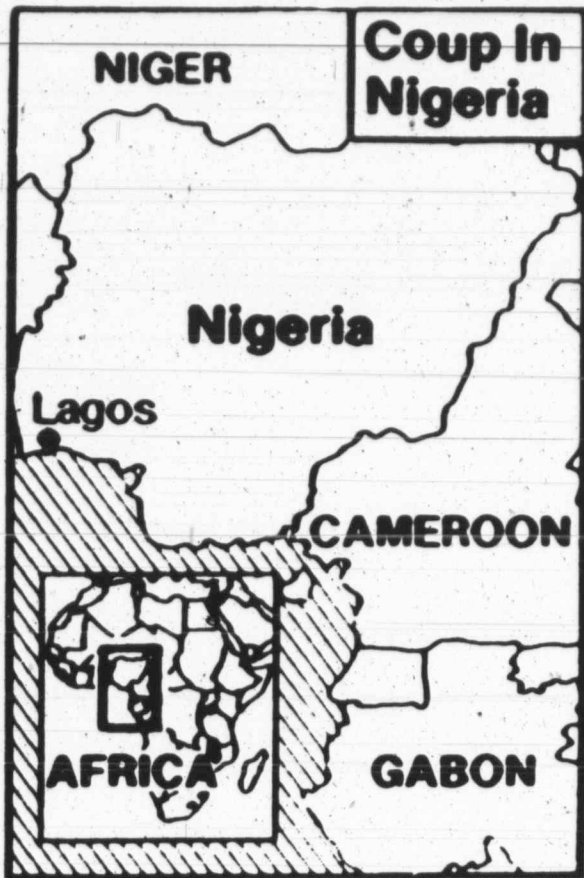 NIGER
Coup In
Nigeria
Nigeria
Lagos
CAMEROON
AFRICA
GABON